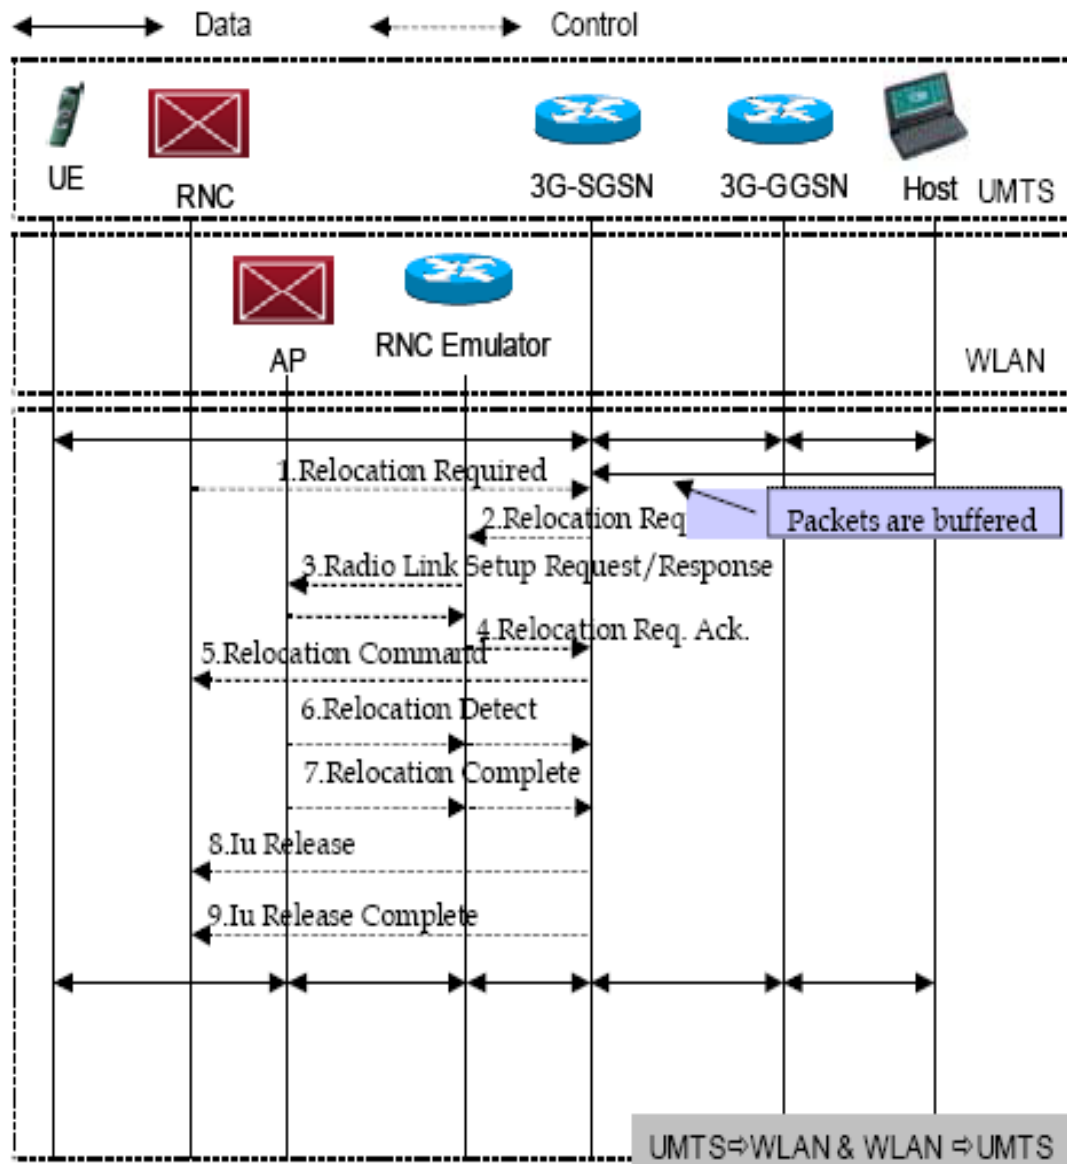 Data Control
UE RNC 3G-SGSN 3G-GGSN Host UMTS
AP RNC Emulator WLAN
1.Relocation Required
2.Relocation Req
Packets are buffered
3.Radio Link Setup Request/Response
4.Relocation Req. Ack.
5.Relocation Command
6.Relocation Detect
7.Relocation Complete
8.Iu Release
9.Iu Release Complete
UMTS⇨WLAN & WLAN ⇨UMTS